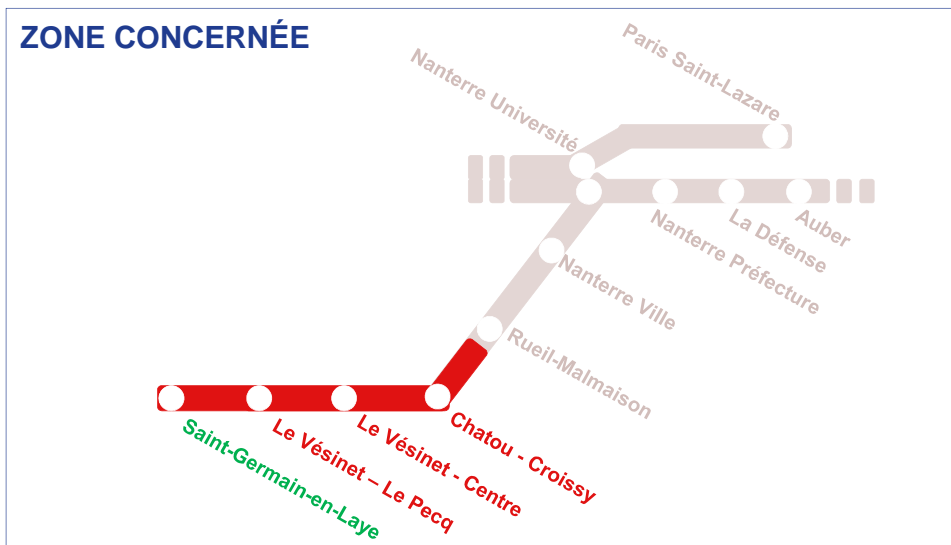 ZONE CONCERNÉE
Paris Saint-Lazare
Nanterre Université
Auber
La Défense
Nanterre Préfecture
Nanterre Ville
Rueil-Malmaison
Chatou - Croissy
Le Vésinet - Centre
Le Vésinet – Le Pecq
Saint-Germain-en-Laye